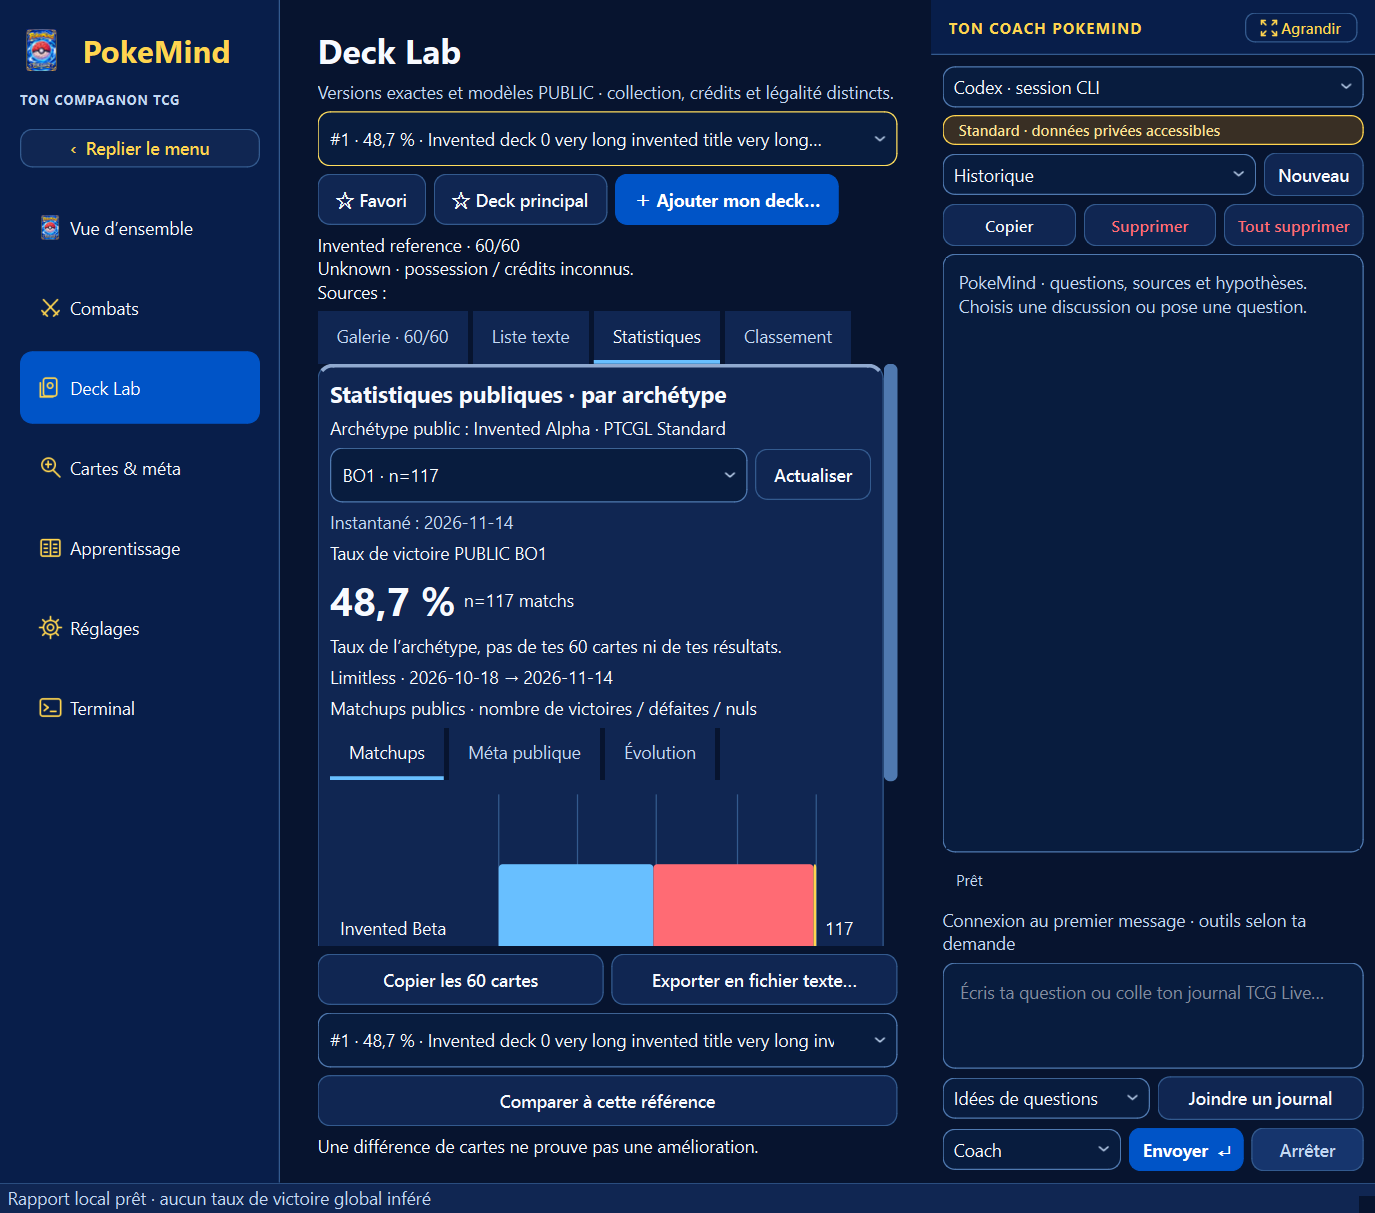 PokeMind
TON COMPAGNON TCG
‹ Replier le menu
Vue d’ensemble
Combats
Deck Lab
Cartes & méta
Apprentissage
Réglages
Terminal
Deck Lab
Versions exactes et modèles PUBLIC · collection, crédits et légalité distincts.
#1 · 48,7 % · Invented deck 0 very long invented title very long...
☆ Favori
☆ Deck principal
+ Ajouter mon deck...
Invented reference · 60/60
Unknown · possession / crédits inconnus.
Sources :
Galerie · 60/60
Liste texte
Statistiques
Classement
Statistiques publiques · par archétype
Archétype public : Invented Alpha · PTCGL Standard
BO1 · n=117
Actualiser
Instantané : 2026-11-14
Taux de victoire PUBLIC BO1
48,7 % n=117 matchs
Taux de l’archétype, pas de tes 60 cartes ni de tes résultats.
Limitless · 2026-10-18 → 2026-11-14
Matchups publics · nombre de victoires / défaites / nuls
Matchups
Méta publique
Évolution
Invented Beta
117
Copier les 60 cartes
Exporter en fichier texte...
#1 · 48,7 % · Invented deck 0 very long invented title very long inv
Comparer à cette référence
Une différence de cartes ne prouve pas une amélioration.
TON COACH POKEMIND
Agrandir
Codex · session CLI
Standard · données privées accessibles
Historique
Nouveau
Copier
Supprimer
Tout supprimer
PokeMind · questions, sources et hypothèses.
Choisis une discussion ou pose une question.
Prêt
Connexion au premier message · outils selon ta
demande
Écris ta question ou colle ton journal TCG Live...
Idées de questions
Joindre un journal
Coach
Envoyer ↵
Arrêter
Rapport local prêt · aucun taux de victoire global inféré